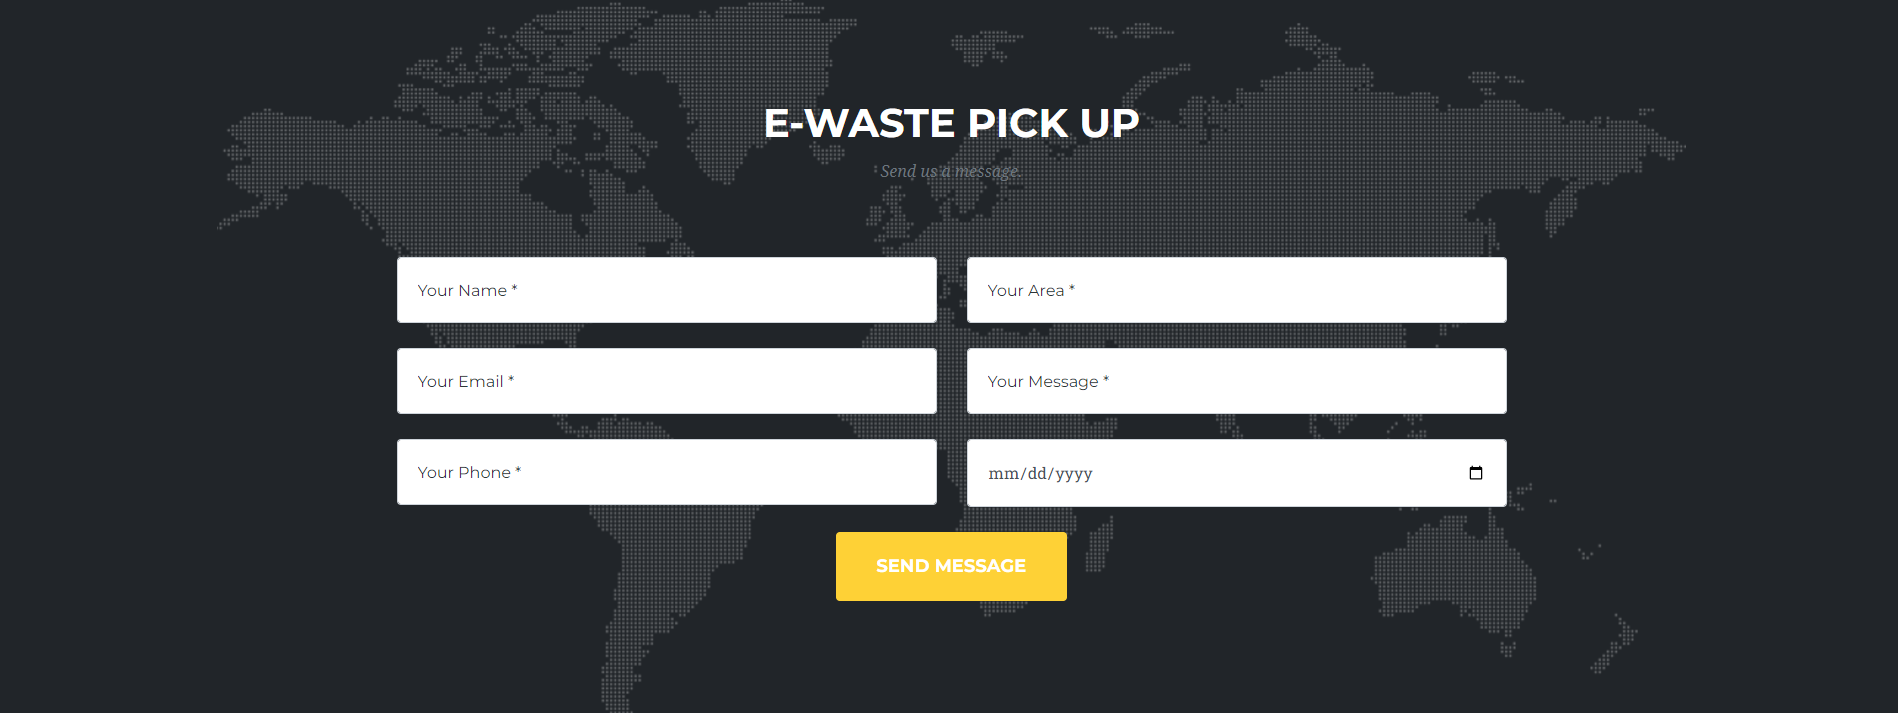 E-WASTE PICK UP
Send us a message.
Your Name *
Your Area *
Your Email *
Your Message *
Your Phone *
mm/dd/yyyy
SEND MESSAGE